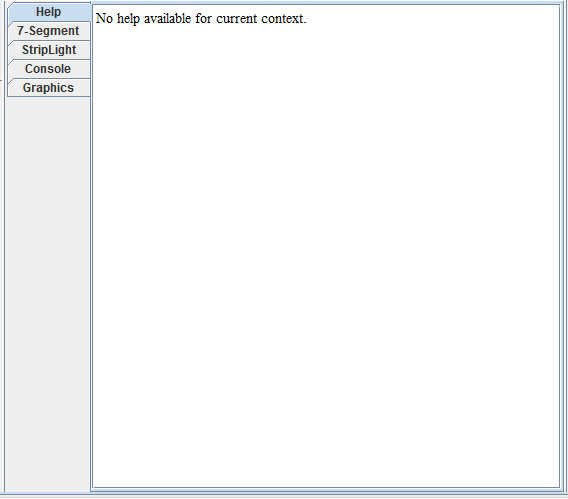 Help
No help available for current context.
7-Segment
StripLight
Console
Graphics